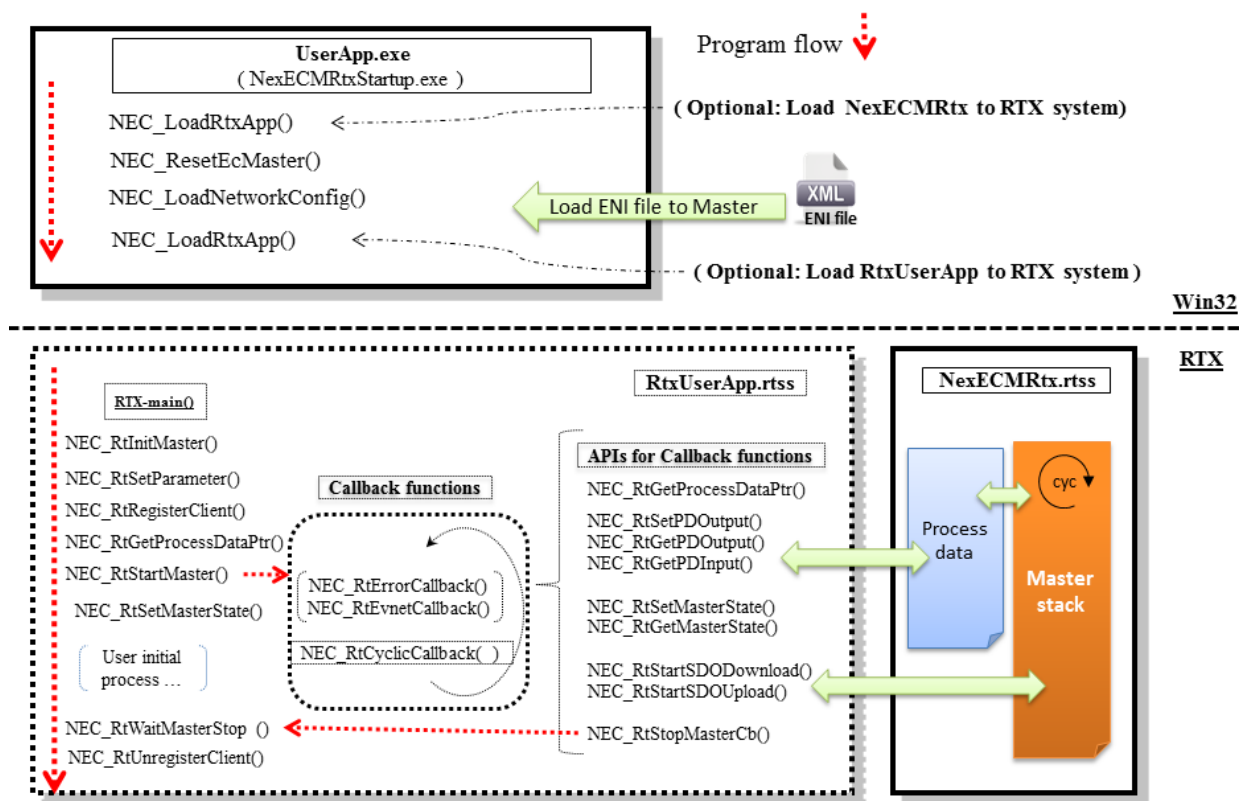 UserApp.exe
( NexECMRtxStartup.exe )
Program flow
NEC_LoadRtxApp()
( Optional: Load NexECMRtx to RTX system)
NEC_ResetEcMaster()
NEC_LoadNetworkConfig()
Load ENI file to Master
XML
ENI file
NEC_LoadRtxApp()
( Optional: Load RtxUserApp to RTX system )
Win32
RTX
RTX-main()
NEC_RtInitMaster()
NEC_RtSetParameter()
NEC_RtRegisterClient()
NEC_RtGetProcessDataPtr()
NEC_RtStartMaster()
NEC_RtSetMasterState()
User initial
process ...
NEC_RtWaitMasterStop ()
NEC_RtUnregisterClient()
Callback functions
NEC_RtErrorCallback()
NEC_RtEvnetCallback()
NEC_RtCyclicCallback( )
RtxUserApp.rtss
APIs for Callback functions
NEC_RtGetProcessDataPtr()
NEC_RtSetPDOutput()
NEC_RtGetPDOutput()
NEC_RtGetPDInput()
NEC_RtSetMasterState()
NEC_RtGetMasterState()
NEC_RtStartSDODownload()
NEC_RtStartSDOUpload()
NEC_RtStopMasterCb()
NexECMRtx.rtss
Process
data
cyc
Master
stack